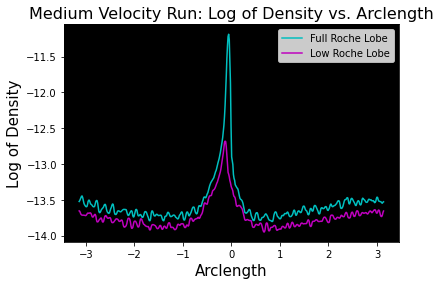 Medium Velocity Run: Log of Density vs. Arclength
Full Roche Lobe
Low Roche Lobe
Log of Density
−11.5
−12.0
−12.5
−13.0
−13.5
−14.0
−3 −2 −1 0 1 2 3
Arclength